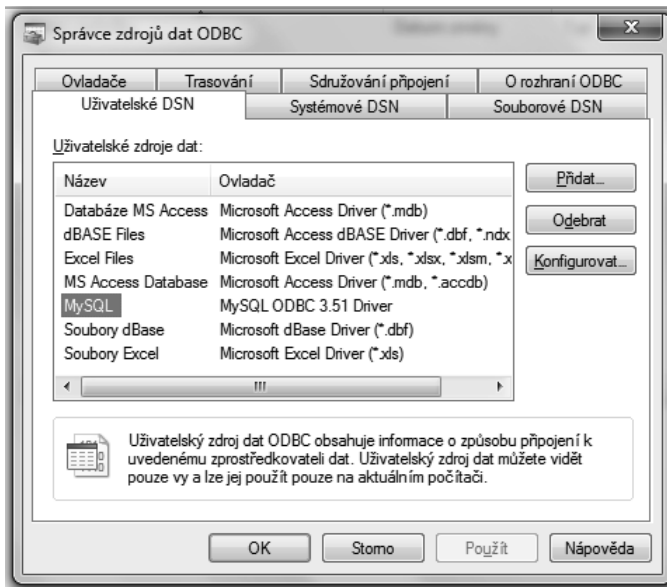 Správce zdrojů dat ODBC
Ovladače Trasování Sdružování připojení O rozhraní ODBC
Uživatelské DSN Systémové DSN Souborové DSN
Uživatelské zdroje dat:
Název Ovladač
Databáze MS Access Microsoft Access Driver (*.mdb)
dBASE Files Microsoft Access dBASE Driver (*.dbf, *.ndx
Excel Files Microsoft Excel Driver (*.xls, *.xlsx, *.xlsm, *.x
MS Access Database Microsoft Access Driver (*.mdb, *.accdb)
MySQL MySQL ODBC 3.51 Driver
Soubory dBase Microsoft dBase Driver (*.dbf)
Soubory Excel Microsoft Excel Driver (*.xls)
Přidat...
Odebrat
Konfigurovat...
Uživatelský zdroj dat ODBC obsahuje informace o způsobu připojení k
uvedenému zprostředkovateli dat. Uživatelský zdroj dat můžete vidět
pouze vy a lze jej použít pouze na aktuálním počítači.
OK Storno Použít Nápověda